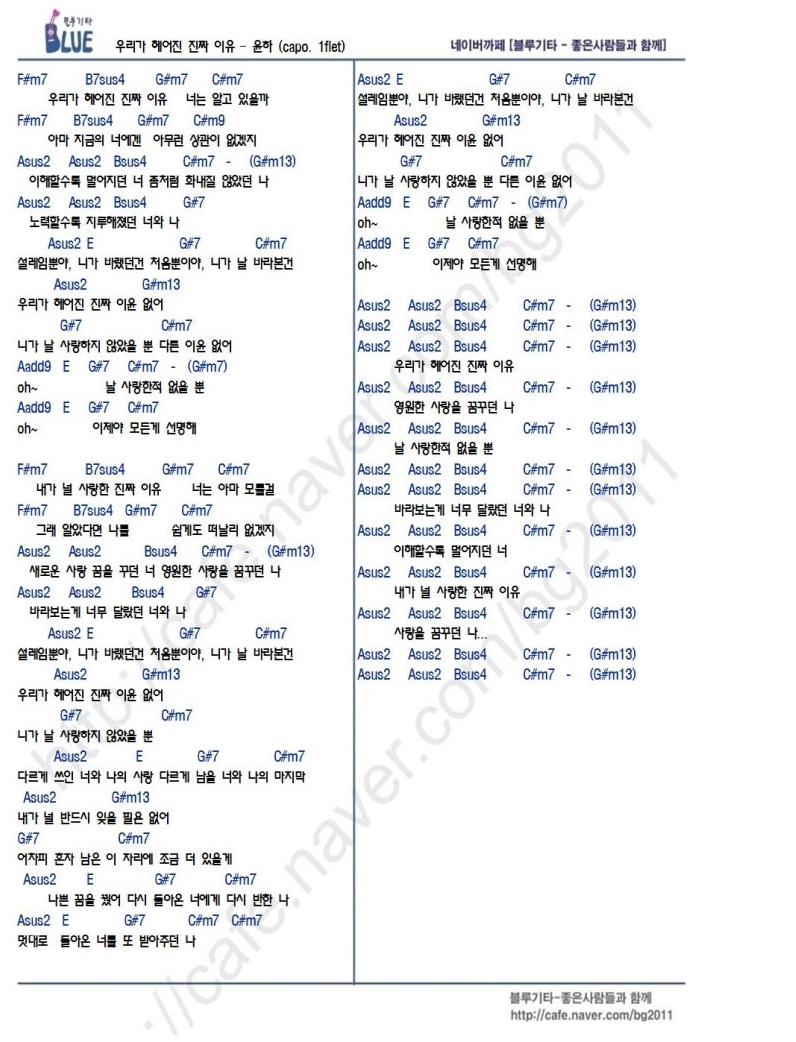 블루기타
BLUE
우리가 헤어진 진짜 이유 - 윤하 (capo. 1flet)
네이버까페 [블루기타 - 좋은사람들과 함께]
F#m7 B7sus4 G#m7 C#m7
우리가 헤어진 진짜 이유 너는 알고 있을까
F#m7 B7sus4 G#m7 C#m9
아마 지금의 너에겐 아무런 상관이 없겠지
Asus2 Asus2 Bsus4 C#m7 - (G#m13)
이해할수록 멀어지던 너 좀처럼 화내질 않았던 나
Asus2 Asus2 Bsus4 G#7
노력할수록 지루해졌던 너와 나
Asus2 E G#7 C#m7
설레임뿐야, 니가 바랬던건 처음뿐이야, 니가 날 바라본건
Asus2 G#m13
우리가 헤어진 진짜 이윤 없어
G#7 C#m7
니가 날 사랑하지 않았을 뿐 다른 이윤 없어
Aadd9 E G#7 C#m7 - (G#m7)
oh~ 날 사랑한적 없을 뿐
Aadd9 E G#7 C#m7
oh~ 이제야 모든게 선명해
F#m7 B7sus4 G#m7 C#m7
내가 널 사랑한 진짜 이유 너는 아마 모를걸
F#m7 B7sus4 G#m7 C#m7
그래 알았다면 나를 쉽게도 떠날리 없겠지
Asus2 Asus2 Bsus4 C#m7 - (G#m13)
새로운 사랑 꿈을 꾸던 너 영원한 사랑을 꿈꾸던 나
Asus2 Asus2 Bsus4 G#7
바라보는게 너무 달랐던 너와 나
Asus2 E G#7 C#m7
설레임뿐야, 니가 바랬던건 처음뿐이야, 니가 날 바라본건
Asus2 G#m13
우리가 헤어진 진짜 이윤 없어
G#7 C#m7
니가 날 사랑하지 않았을 뿐
Asus2 E G#7 C#m7
다르게 쓰인 너와 나의 사랑 다르게 남을 너와 나의 마지막
Asus2 G#m13
내가 널 반드시 잊을 필욘 없어
G#7 C#m7
어차피 혼자 남은 이 자리에 조금 더 있을게
Asus2 E G#7 C#m7
나쁜 꿈을 꿨어 다시 돌아온 너에게 다시 반한 나
Asus2 E G#7 C#m7 C#m7
멋대로 돌아온 너를 또 받아주던 나
Asus2 E G#7 C#m7
설레임뿐야, 니가 바랬던건 처음뿐이야, 니가 날 바라본건
Asus2 G#m13
우리가 헤어진 진짜 이윤 없어
G#7 C#m7
니가 날 사랑하지 않았을 뿐 다른 이윤 없어
Aadd9 E G#7 C#m7 - (G#m7)
oh~ 날 사랑한적 없을 뿐
Aadd9 E G#7 C#m7
oh~ 이제야 모든게 선명해
Asus2 Asus2 Bsus4 C#m7 - (G#m13)
Asus2 Asus2 Bsus4 C#m7 - (G#m13)
Asus2 Asus2 Bsus4 C#m7 - (G#m13)
우리가 헤어진 진짜 이유
Asus2 Asus2 Bsus4 C#m7 - (G#m13)
영원한 사랑을 꿈꾸던 나
Asus2 Asus2 Bsus4 C#m7 - (G#m13)
날 사랑한적 없을 뿐
Asus2 Asus2 Bsus4 C#m7 - (G#m13)
Asus2 Asus2 Bsus4 C#m7 - (G#m13)
바라보는게 너무 달랐던 너와 나
Asus2 Asus2 Bsus4 C#m7 - (G#m13)
이해할수록 멀어지던 너
Asus2 Asus2 Bsus4 C#m7 - (G#m13)
내가 널 사랑한 진짜 이유
Asus2 Asus2 Bsus4 C#m7 - (G#m13)
사랑을 꿈꾸던 나...
Asus2 Asus2 Bsus4 C#m7 - (G#m13)
Asus2 Asus2 Bsus4 C#m7 - (G#m13)
http://cafe.naver.com/bg2011
://cafe.naver.com/bg2011
블루기타-좋은사람들과 함께
http://cafe.naver.com/bg2011